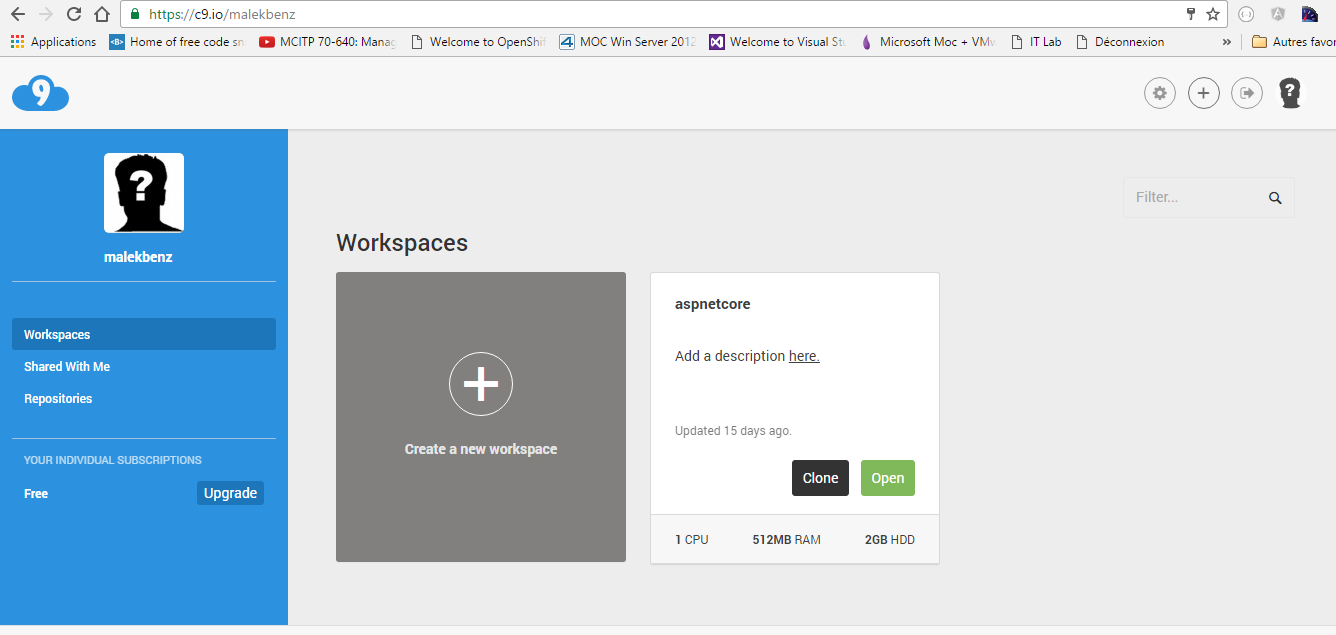 https://c9.io/malekbenz
Applications Home of free code sn MCITP 70-640: Manag Welcome to OpenShif MOC Win Server 2012 Welcome to Visual Stu Microsoft Moc + VMw IT Lab Déconnexion » Autres favor
9
?
?
malekbenz
Filter...
Workspaces
Workspaces
Shared With Me
Repositories
aspnetcore
Add a description here.
Create a new workspace
Updated 15 days ago.
YOUR INDIVIDUAL SUBSCRIPTIONS
Free Upgrade
Clone Open
1 CPU 512MB RAM 2GB HDD